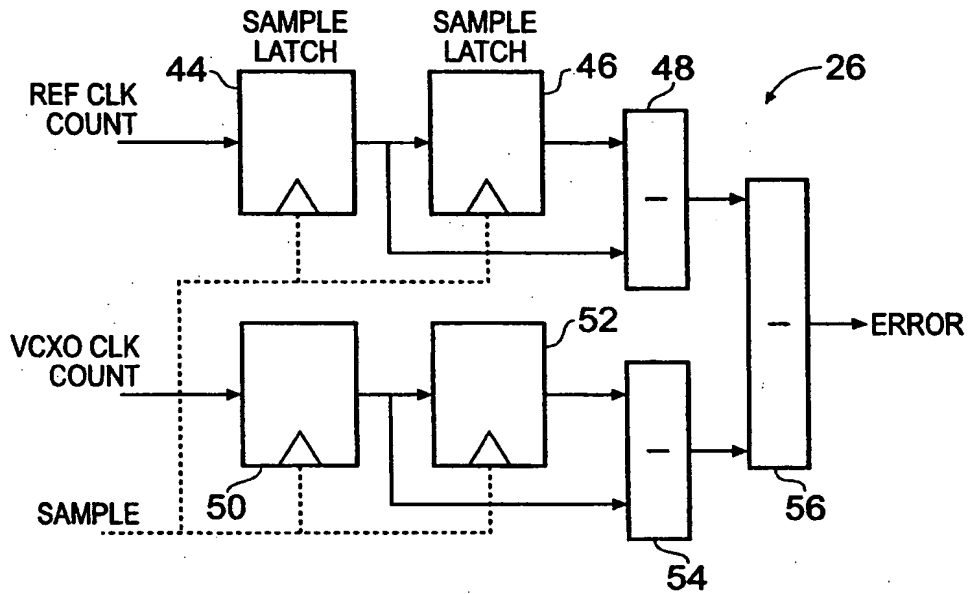 SAMPLE
LATCH
SAMPLE
LATCH
44
46
48
26
REF CLK
COUNT
52
VCXO CLK
COUNT
ERROR
50
SAMPLE
54
56